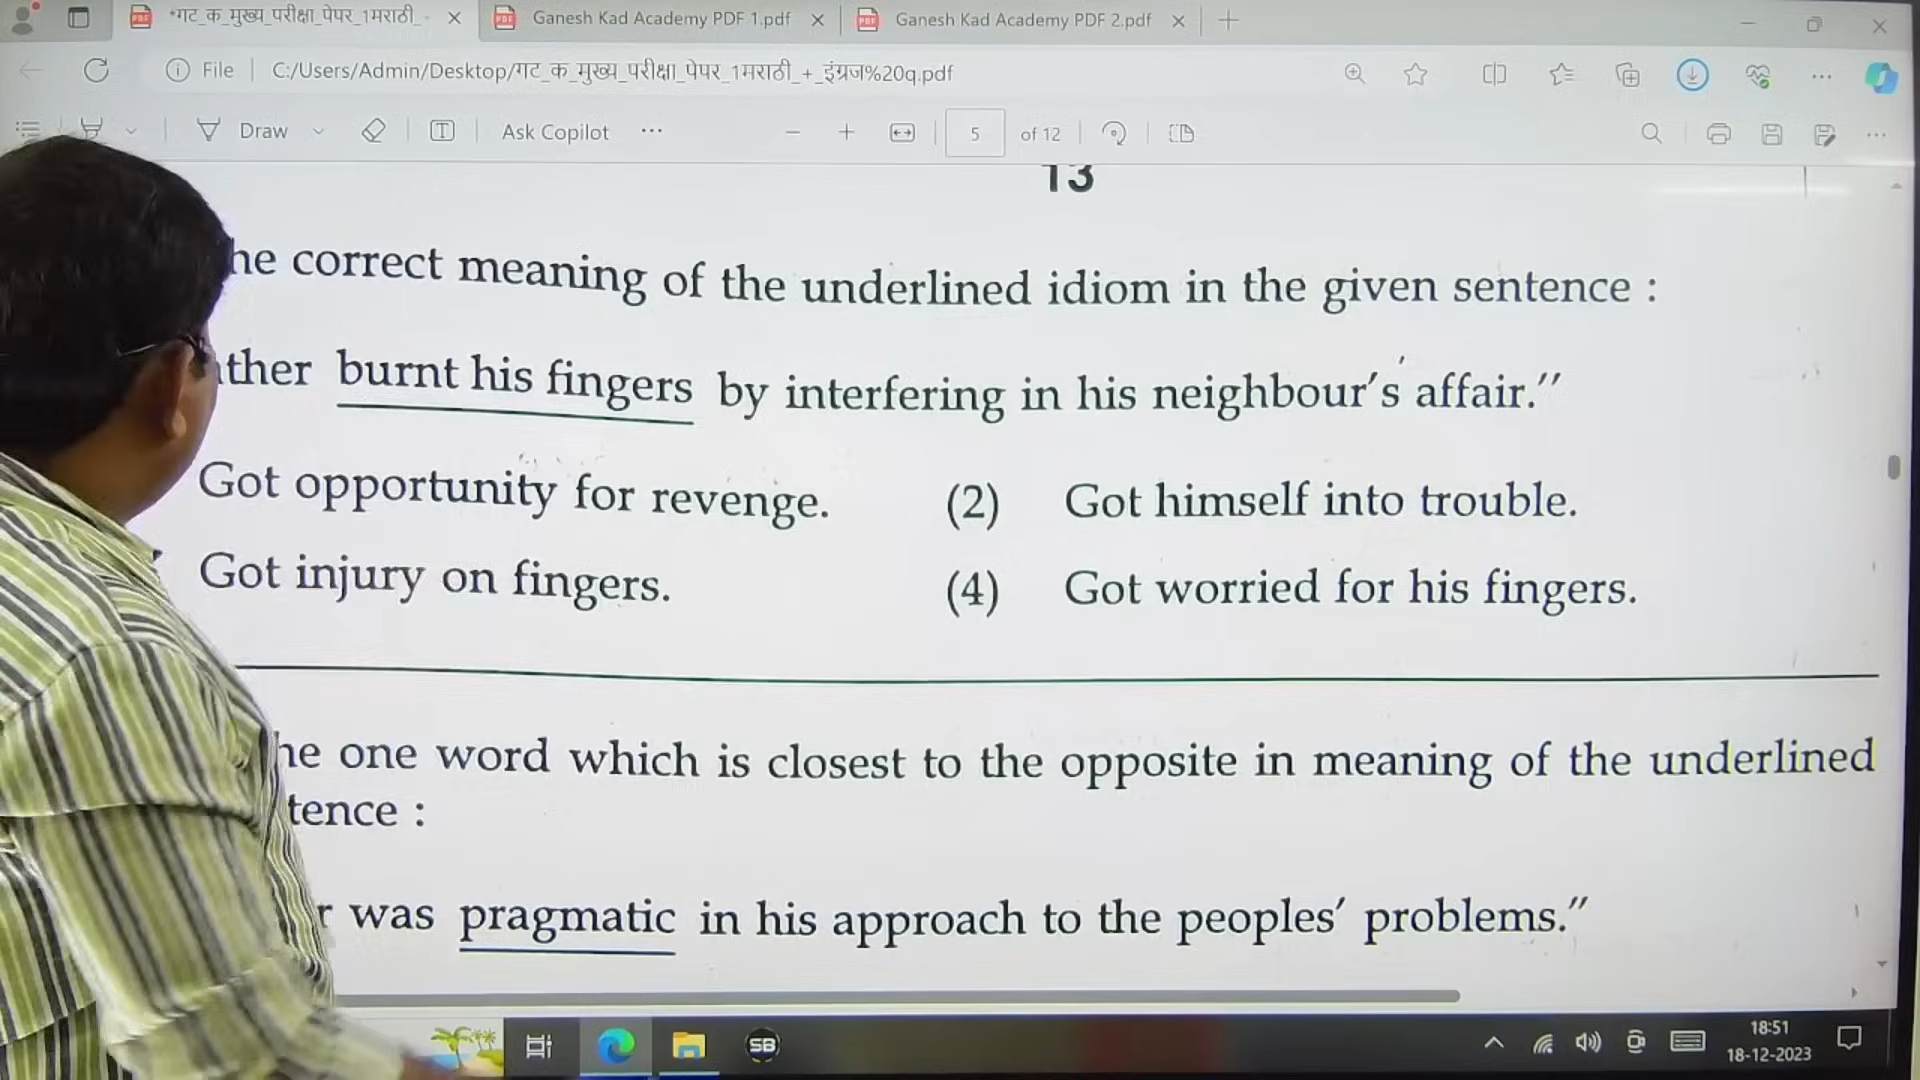 *गट_क_मुख्य_परीक्षा_पेपर_1मराठी_ Ganesh Kad Academy PDF 1.pdf Ganesh Kad Academy PDF 2.pdf
File C:/Users/Admin/Desktop/गट_क_मुख्य_परीक्षा_पेपर_1मराठी_+_इंग्रज%20q.pdf
Draw Ask Copilot 5 of 12
13
he correct meaning of the underlined idiom in the given sentence :
ther burnt his fingers by interfering in his neighbour's affair."
Got opportunity for revenge. (2) Got himself into trouble.
Got injury on fingers. (4) Got worried for his fingers.
he one word which is closest to the opposite in meaning of the underlined
tence :
r was pragmatic in his approach to the peoples' problems."
SB
18:51
18-12-2023